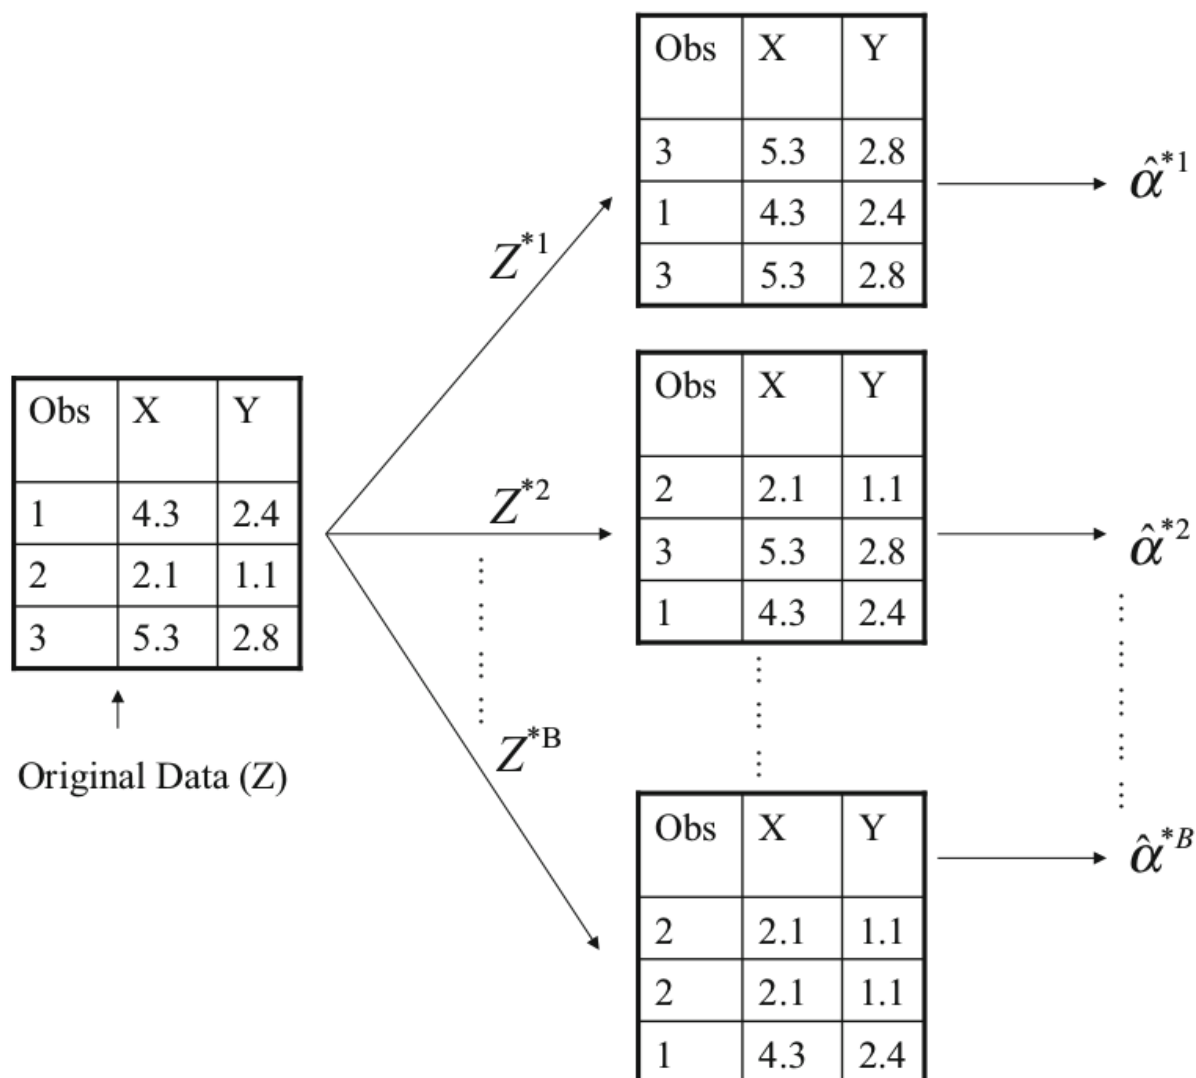 Obs X Y
1 4.3 2.4
2 2.1 1.1
3 5.3 2.8
Original Data (Z)
Z*1
Z*2
Z*B
Obs X Y
3 5.3 2.8
1 4.3 2.4
3 5.3 2.8
α̂*1
Obs X Y
2 2.1 1.1
3 5.3 2.8
1 4.3 2.4
α̂*2
Obs X Y
2 2.1 1.1
2 2.1 1.1
1 4.3 2.4
α̂*B